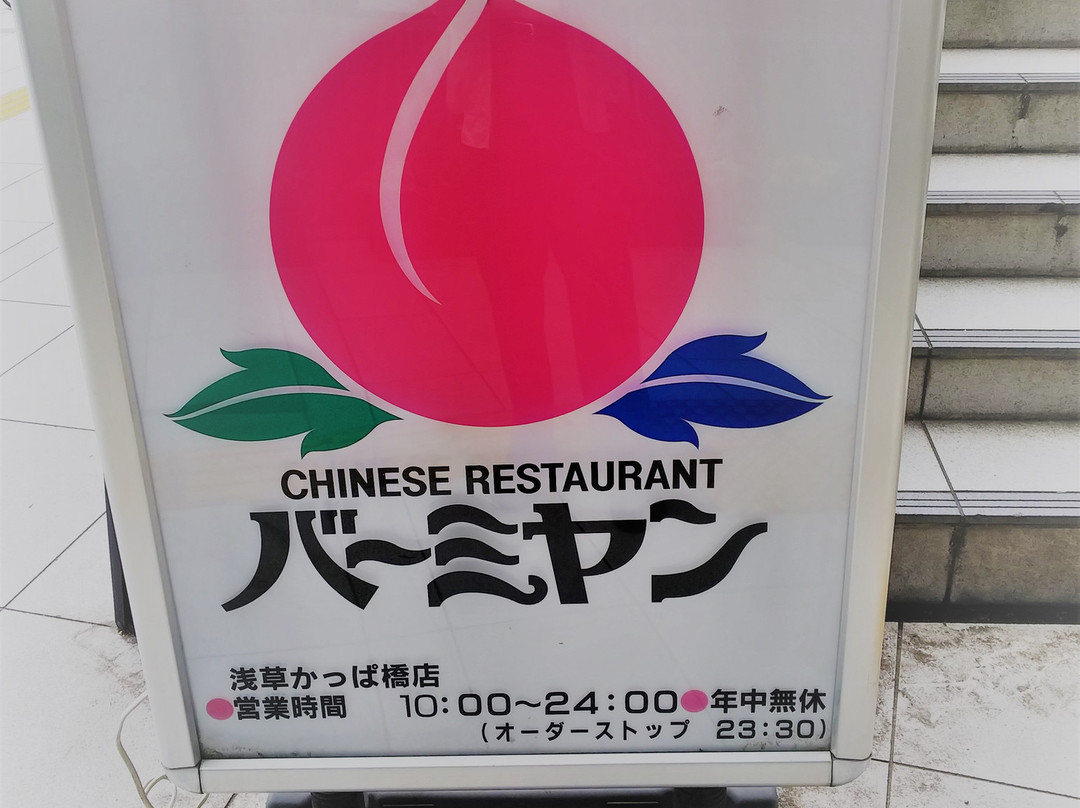 CHINESE RESTAURANT
バーミヤン
浅草かっぱ橋店
●営業時間 10:00～24:00●年中無休
(オーダーストップ 23:30)